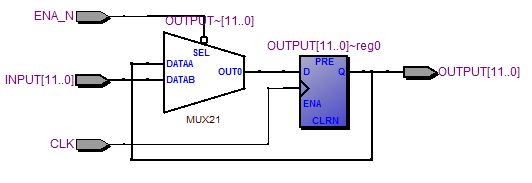 ENA_N
OUTPUT~[11..0]
SEL
OUTPUT[11..0]~reg0
DATAA
DATAB
OUT0
PRE
D
Q
ENA
CLRN
INPUT[11..0]
OUTPUT[11..0]
MUX21
CLK